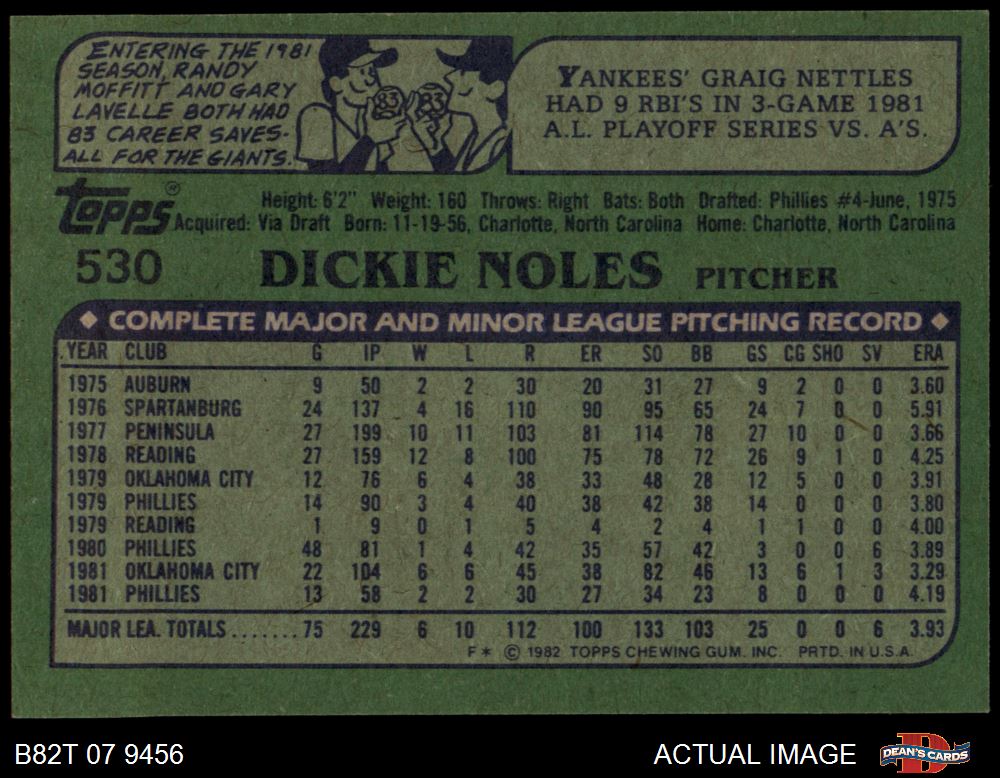 ENTERING THE 1981
SEASON, RANDY
MOFFITT AND GARY
LAVELLE BOTH HAD
83 CAREER SAVES-
ALL FOR THE GIANTS.
83 83
YANKEES' GRAIG NETTLES
HAD 9 RBI'S IN 3-GAME 1981
A.L. PLAYOFF SERIES VS. A'S.
topps®
Height: 6'2" Weight: 160 Throws: Right Bats: Both Drafted: Phillies #4-June, 1975
Acquired: Via Draft Born: 11-19-56, Charlotte, North Carolina Home: Charlotte, North Carolina
530 DICKIE NOLES PITCHER
◆ COMPLETE MAJOR AND MINOR LEAGUE PITCHING RECORD ◆
YEAR CLUB G IP W L R ER SO BB GS CG SHO SV ERA
1975 AUBURN 9 50 2 2 30 20 31 27 9 2 0 0 3.60
1976 SPARTANBURG 24 137 4 16 110 90 95 65 24 7 0 0 5.91
1977 PENINSULA 27 199 10 11 103 81 114 78 27 10 0 0 3.66
1978 READING 27 159 12 8 100 75 78 72 26 9 1 0 4.25
1979 OKLAHOMA CITY 12 76 6 4 38 33 48 28 12 5 0 0 3.91
1979 PHILLIES 14 90 3 4 40 38 42 38 14 0 0 0 3.80
1979 READING 1 9 0 1 5 4 2 4 1 1 0 0 4.00
1980 PHILLIES 48 81 1 4 42 35 57 42 3 0 0 6 3.89
1981 OKLAHOMA CITY 22 104 6 6 45 38 82 46 13 6 1 3 3.29
1981 PHILLIES 13 58 2 2 30 27 34 23 8 0 0 0 4.19
MAJOR LEA. TOTALS.......75 229 6 10 112 100 133 103 25 0 0 6 3.93
F* © 1982 TOPPS CHEWING GUM. INC. PRTD. IN U.S.A.
B82T 07 9456 ACTUAL IMAGE D DEAN'S CARDS